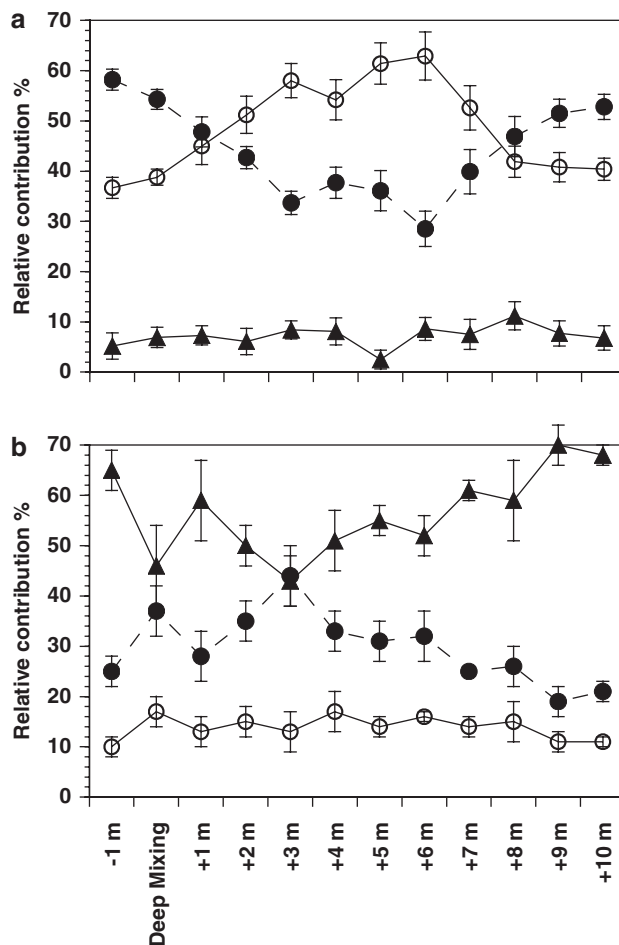 a
Relative contribution %
70
60
50
40
30
20
10
0
b
Relative contribution %
70
60
50
40
30
20
10
0
-1 m
Deep Mixing
+1 m
+2 m
+3 m
+4 m
+5 m
+6 m
+7 m
+8 m
+9 m
+10 m